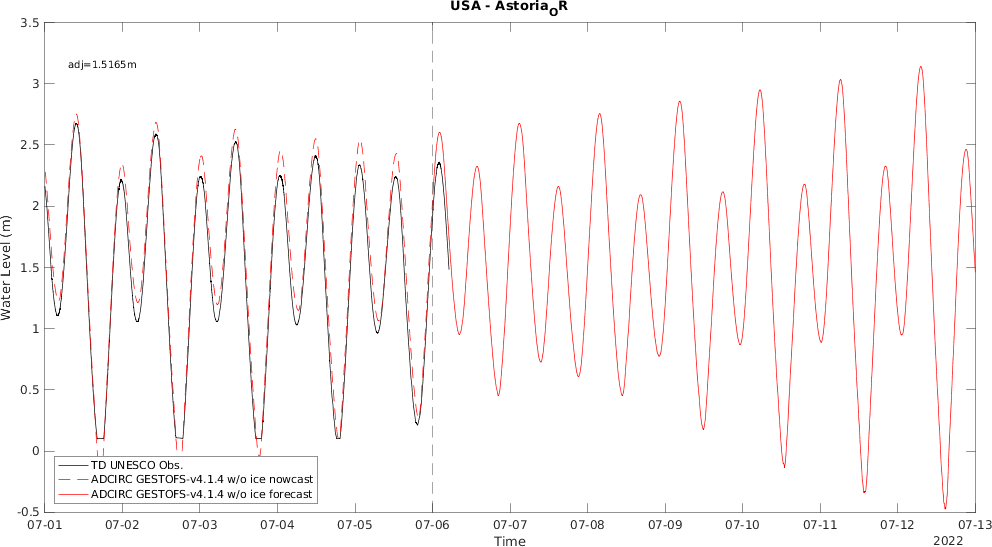 USA - Astoria_OR
3.5
adj=1.5165m
3
2.5
2
1.5
1
0.5
0
-0.5
Water Level (m)
TD UNESCO Obs.
ADCIRC GESTOFS-v4.1.4 w/o ice nowcast
ADCIRC GESTOFS-v4.1.4 w/o ice forecast
07-01 07-02 07-03 07-04 07-05 07-06 07-07 07-08 07-09 07-10 07-11 07-12 07-13
Time
2022